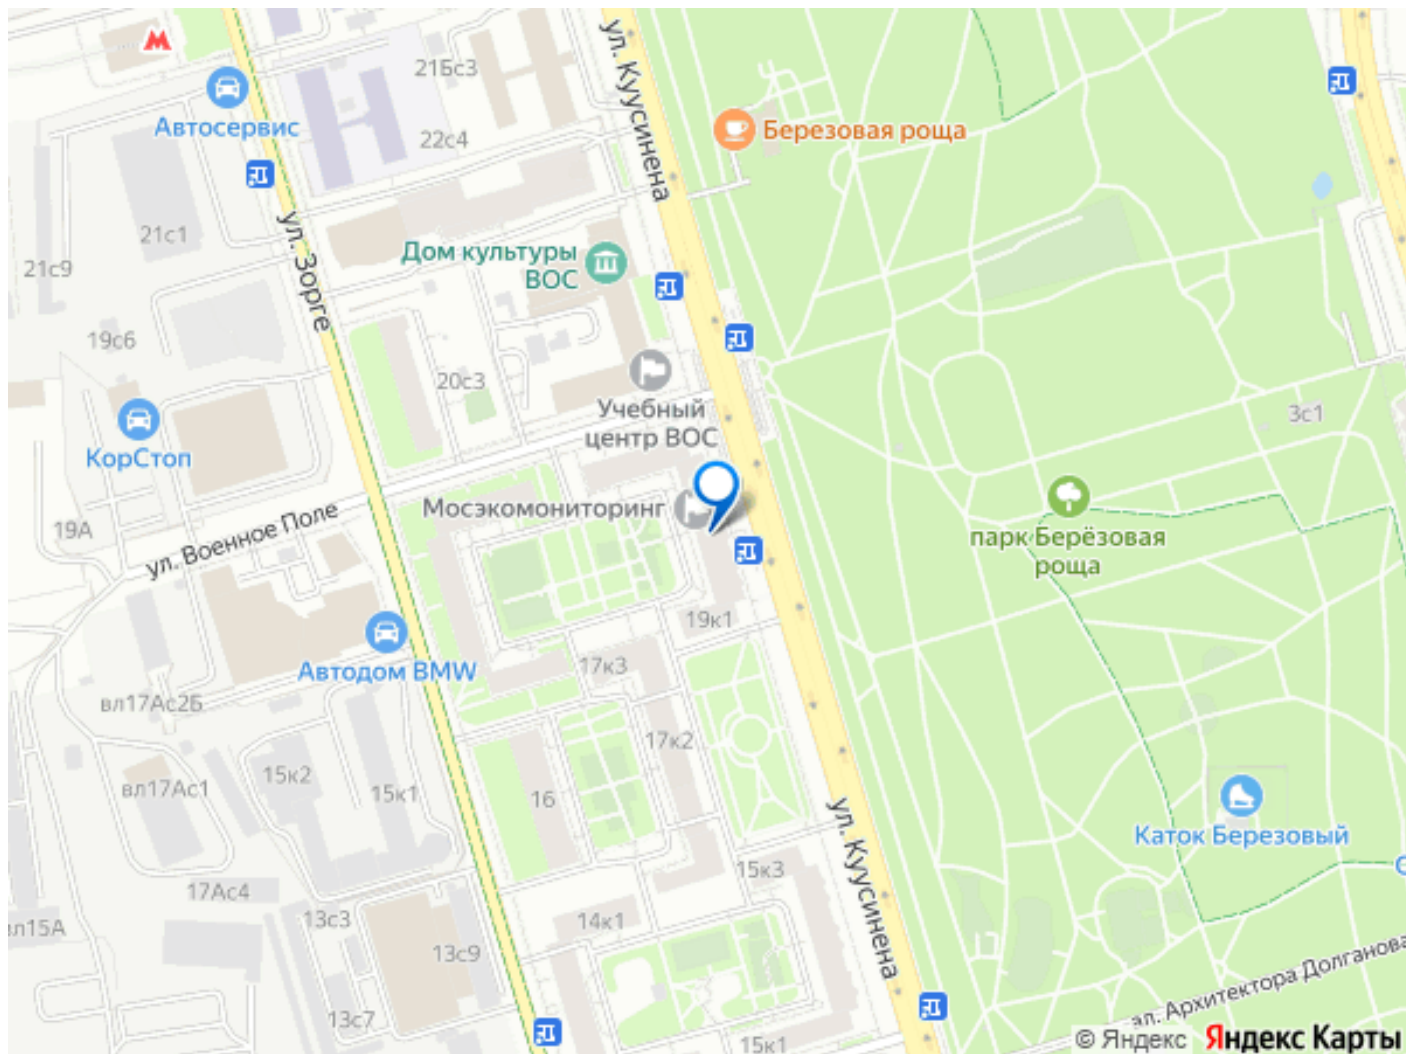 21Бс3
ул. Куусинена
Автосервис
22с4
Березовая роща
ул. Зорге
21с1
21с9
Дом культуры
ВОС
19с6
20с3
Учебный
центр ВОС
3с1
КорСтоп
Мосэкомониторинг
19А
ул. Военное Поле
парк Берёзовая
роща
19к1
Автодом BMW
17к3
вл17Ас2Б
17к2
15к2
вл17Ас1
15к1
16
Каток Березовый
ул. Куусинена
15к3
17Ас4
13с3
14к1
вл15А
13с9
ал. Архитектора Долганова
13с7
15к1
© Яндекс Яндекс Карты